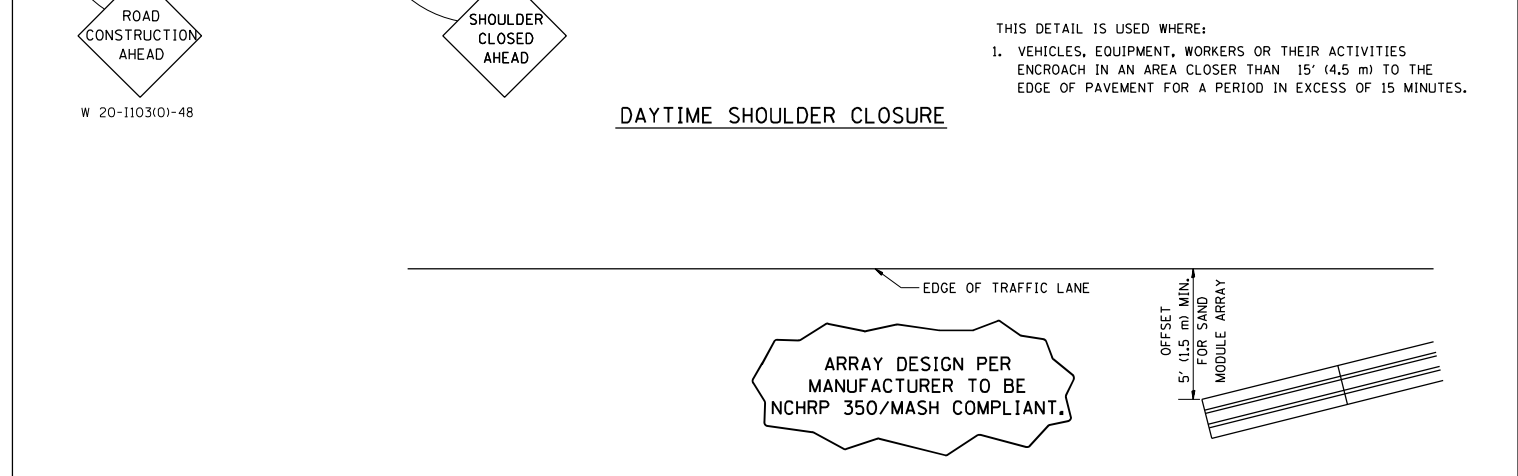 ROAD
CONSTRUCTION
AHEAD
W 20-I103(O)-48
SHOULDER
CLOSED
AHEAD
THIS DETAIL IS USED WHERE:
1. VEHICLES, EQUIPMENT, WORKERS OR THEIR ACTIVITIES
ENCROACH IN AN AREA CLOSER THAN 15' (4.5 m) TO THE
EDGE OF PAVEMENT FOR A PERIOD IN EXCESS OF 15 MINUTES.
DAYTIME SHOULDER CLOSURE
EDGE OF TRAFFIC LANE
OFFSET
5' (1.5 m) MIN.
FOR SAND
MODULE ARRAY
ARRAY DESIGN PER
MANUFACTURER TO BE
NCHRP 350/MASH COMPLIANT.